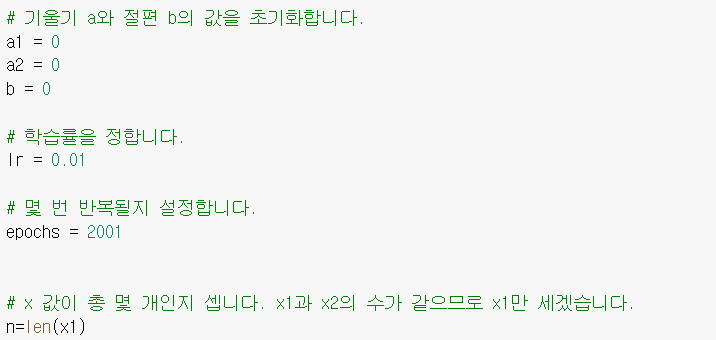 # 기울기 a와 절편 b의 값을 초기화합니다.
a1 = 0
a2 = 0
b = 0
# 학습률을 정합니다.
lr = 0.01
# 몇 번 반복될지 설정합니다.
epochs = 2001
# x 값이 총 몇 개인지 셉니다. x1과 x2의 수가 같으므로 x1만 세겠습니다.
n=len(x1)